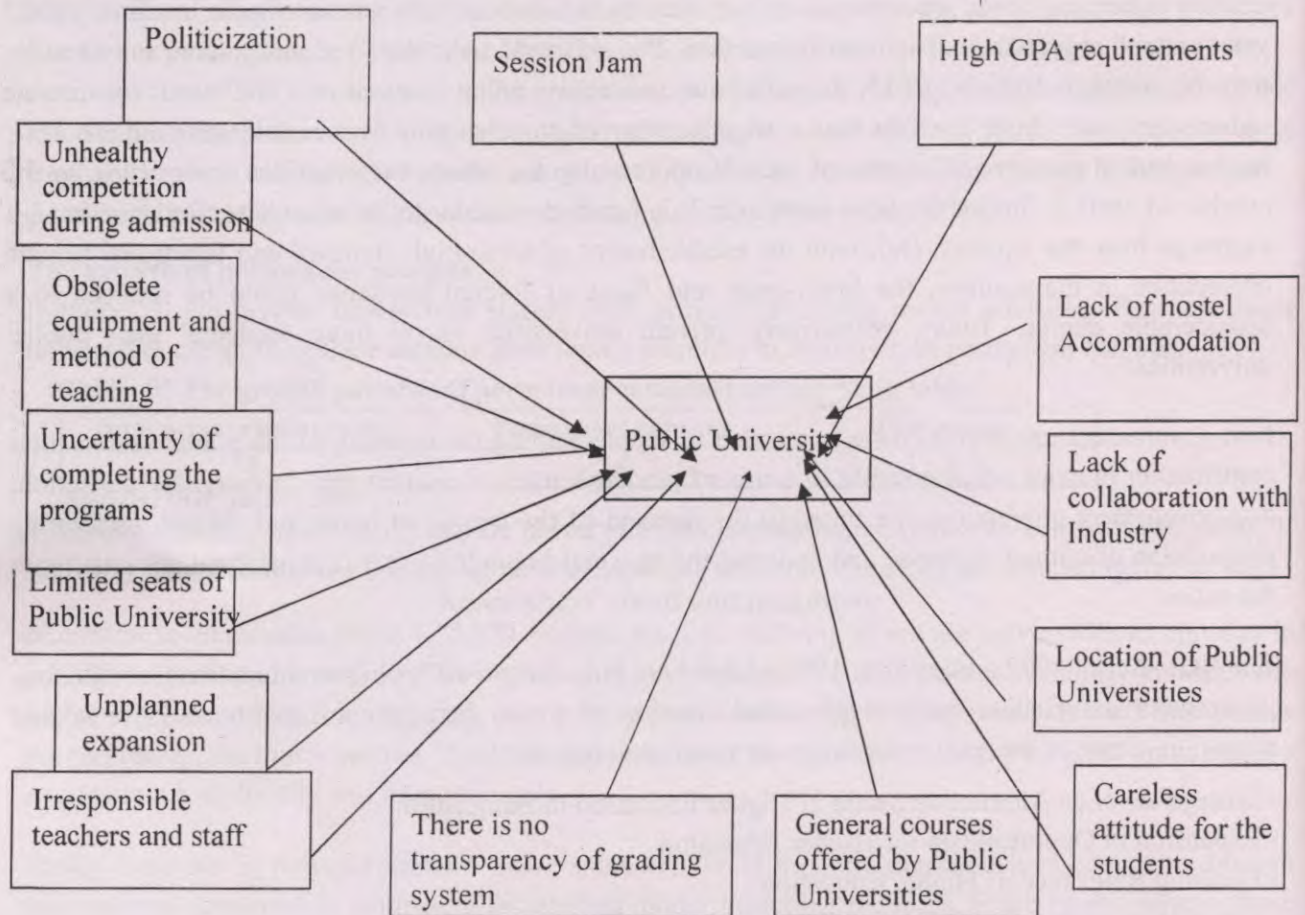 Politicization
Session Jam
High GPA requirements
Unhealthy
competition
during admission
Obsolete
equipment and
method of
teaching
Lack of hostel
Accommodation
Uncertainty of
completing the
programs
Public University
Lack of
collaboration with
Industry
Limited seats of
Public University
Location of Public
Universities
Unplanned
expansion
Irresponsible
teachers and staff
There is no
transparency of grading
system
General courses
offered by Public
Universities
Careless
attitude for the
students